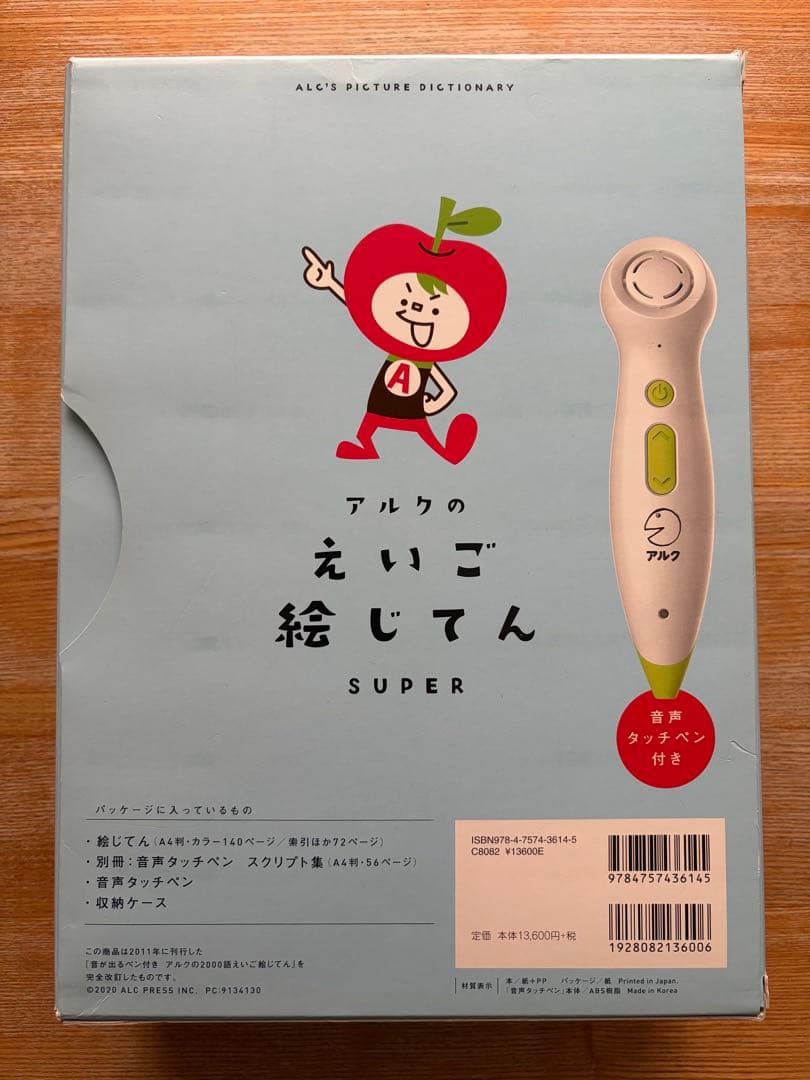 ALC'S PICTURE DICTIONARY
A
アルクの
えいご
絵じてん
SUPER
アルク
音声
タッチペン
付き
パッケージに入っているもの
・絵じてん(A4判・カラー140ページ/索引ほか72ページ)
・別冊:音声タッチペン スクリプト集(A4判・56ページ)
・音声タッチペン
・収納ケース
この商品は2011年に刊行した
「音が出るペン付き アルクの2000語えいご絵じてん」を
完全改訂したものです。
©2020 ALC PRESS INC. PC:9134130
ISBN978-4-7574-3614-5
C8082 ¥13600E
9784757436145
定価 本体13,600円+税
1928082136006
材質表示
本/紙+PP パッケージ/紙 Printed in Japan.
「音声タッチペン」本体/ABS樹脂 Made in Korea